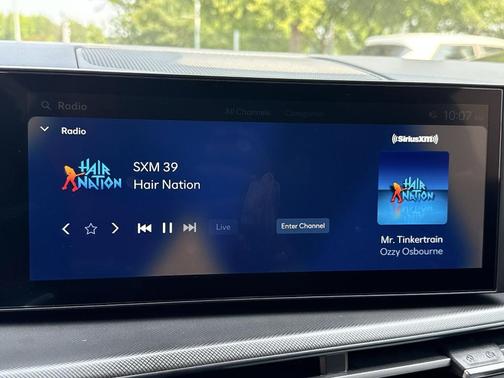 Radio
All Channels Categories
10:07
Radio
((SiriusXM))
HAIR
NATION
SXM 39
Hair Nation
HAIR
NATION
Live
Enter Channel
Mr. Tinkertrain
Ozzy Osbourne